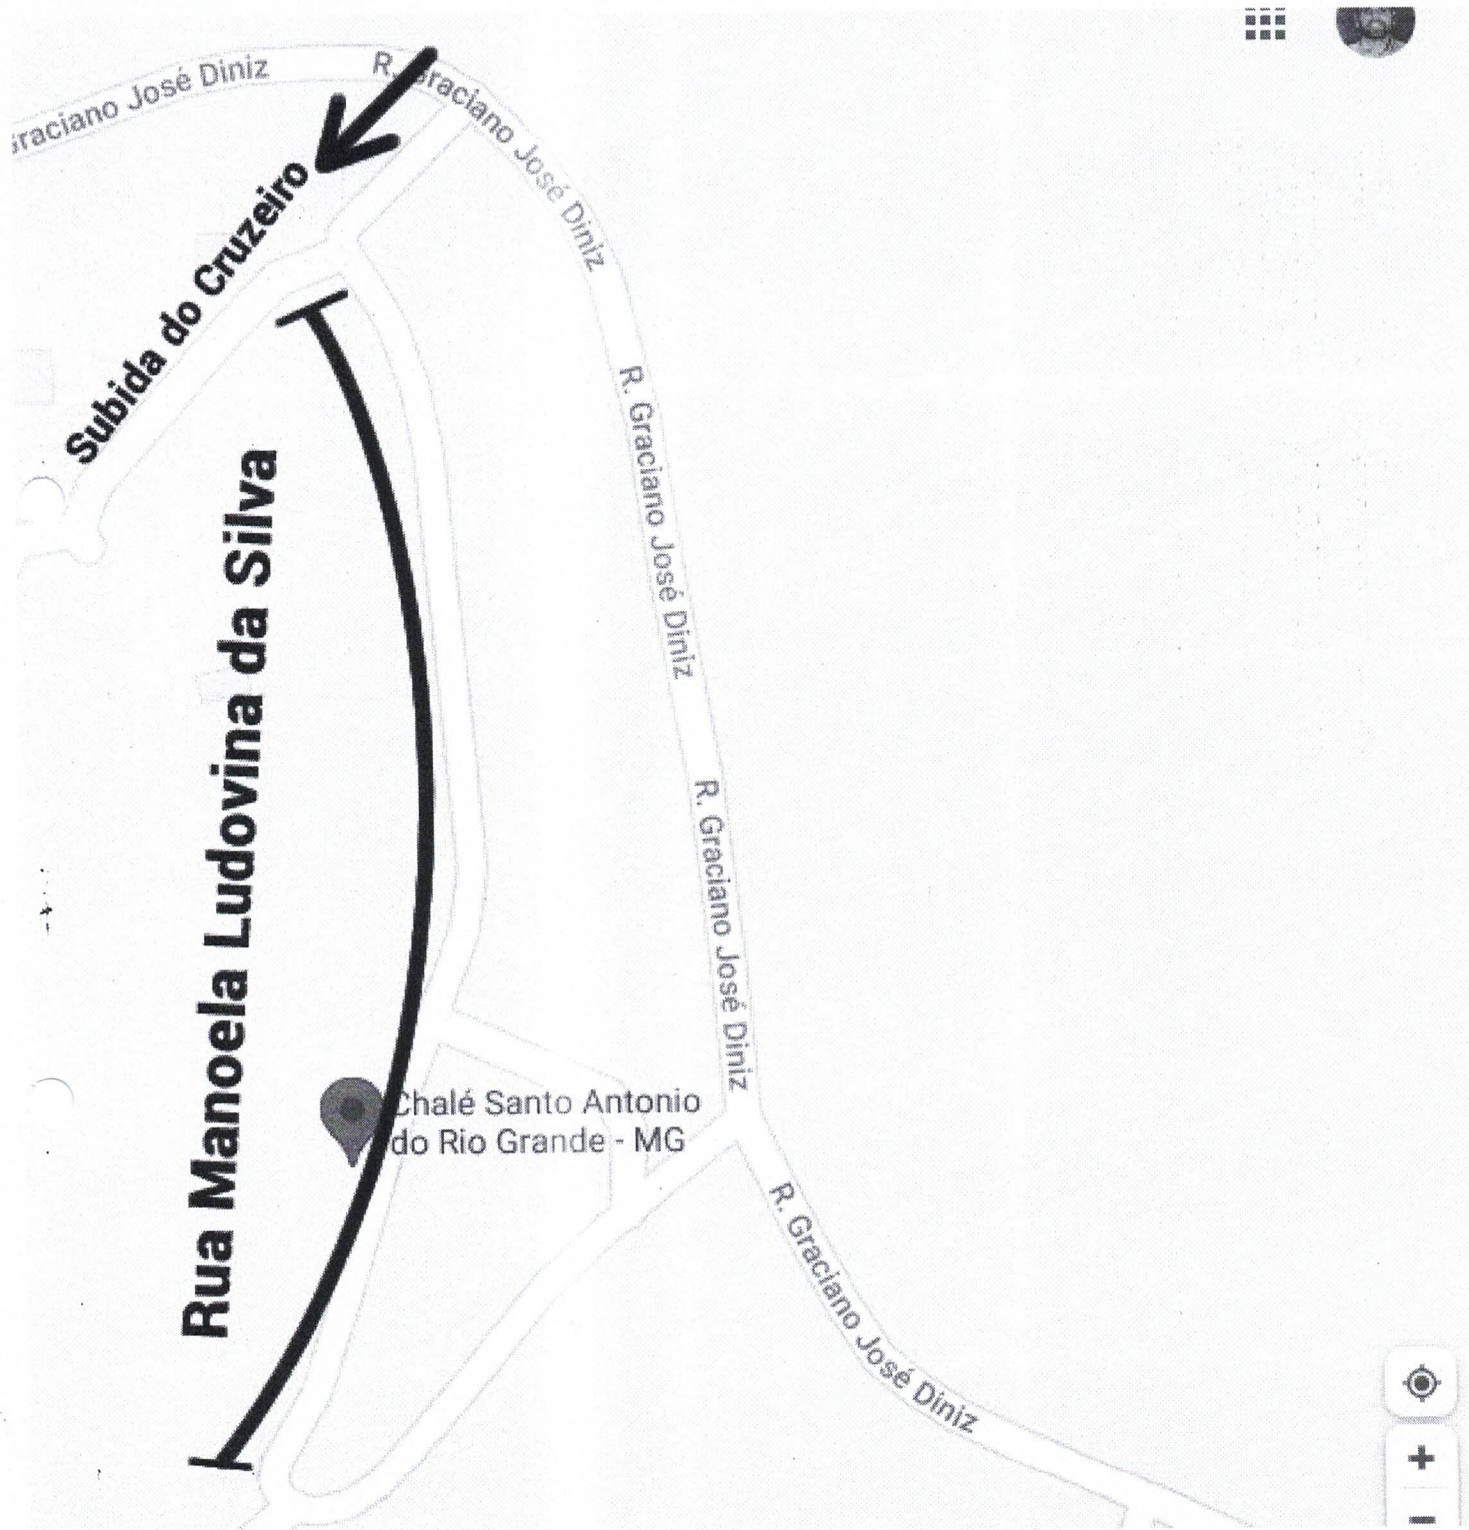 Graciano José Diniz
R. Graciano José Diniz
Subida do Cruzeiro
R. Graciano José Diniz
Rua Manoela Ludovina da Silva
R. Graciano José Diniz
Chalé Santo Antonio
do Rio Grande - MG
R. Graciano José Diniz